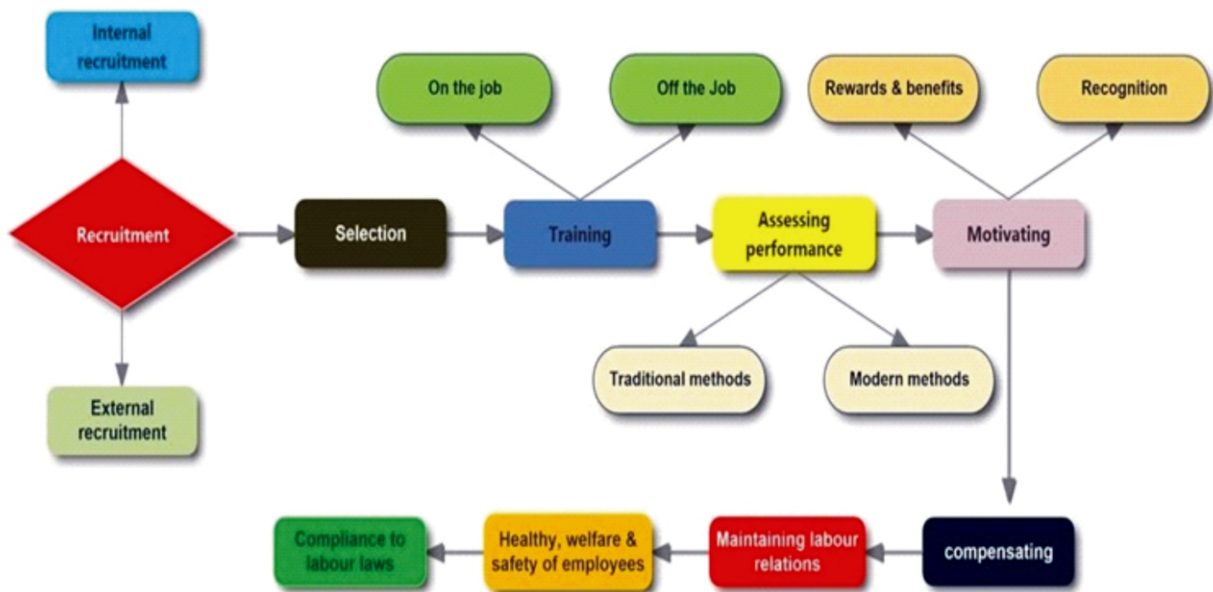 Internal
recruitment
On the job
Off the Job
Rewards & benefits
Recognition
Recruitment
Selection
Training
Assessing
performance
Motivating
Traditional methods
Modern methods
External
recruitment
Compliance to
labour laws
Healthy, welfare &
safety of employees
Maintaining labour
relations
compensating